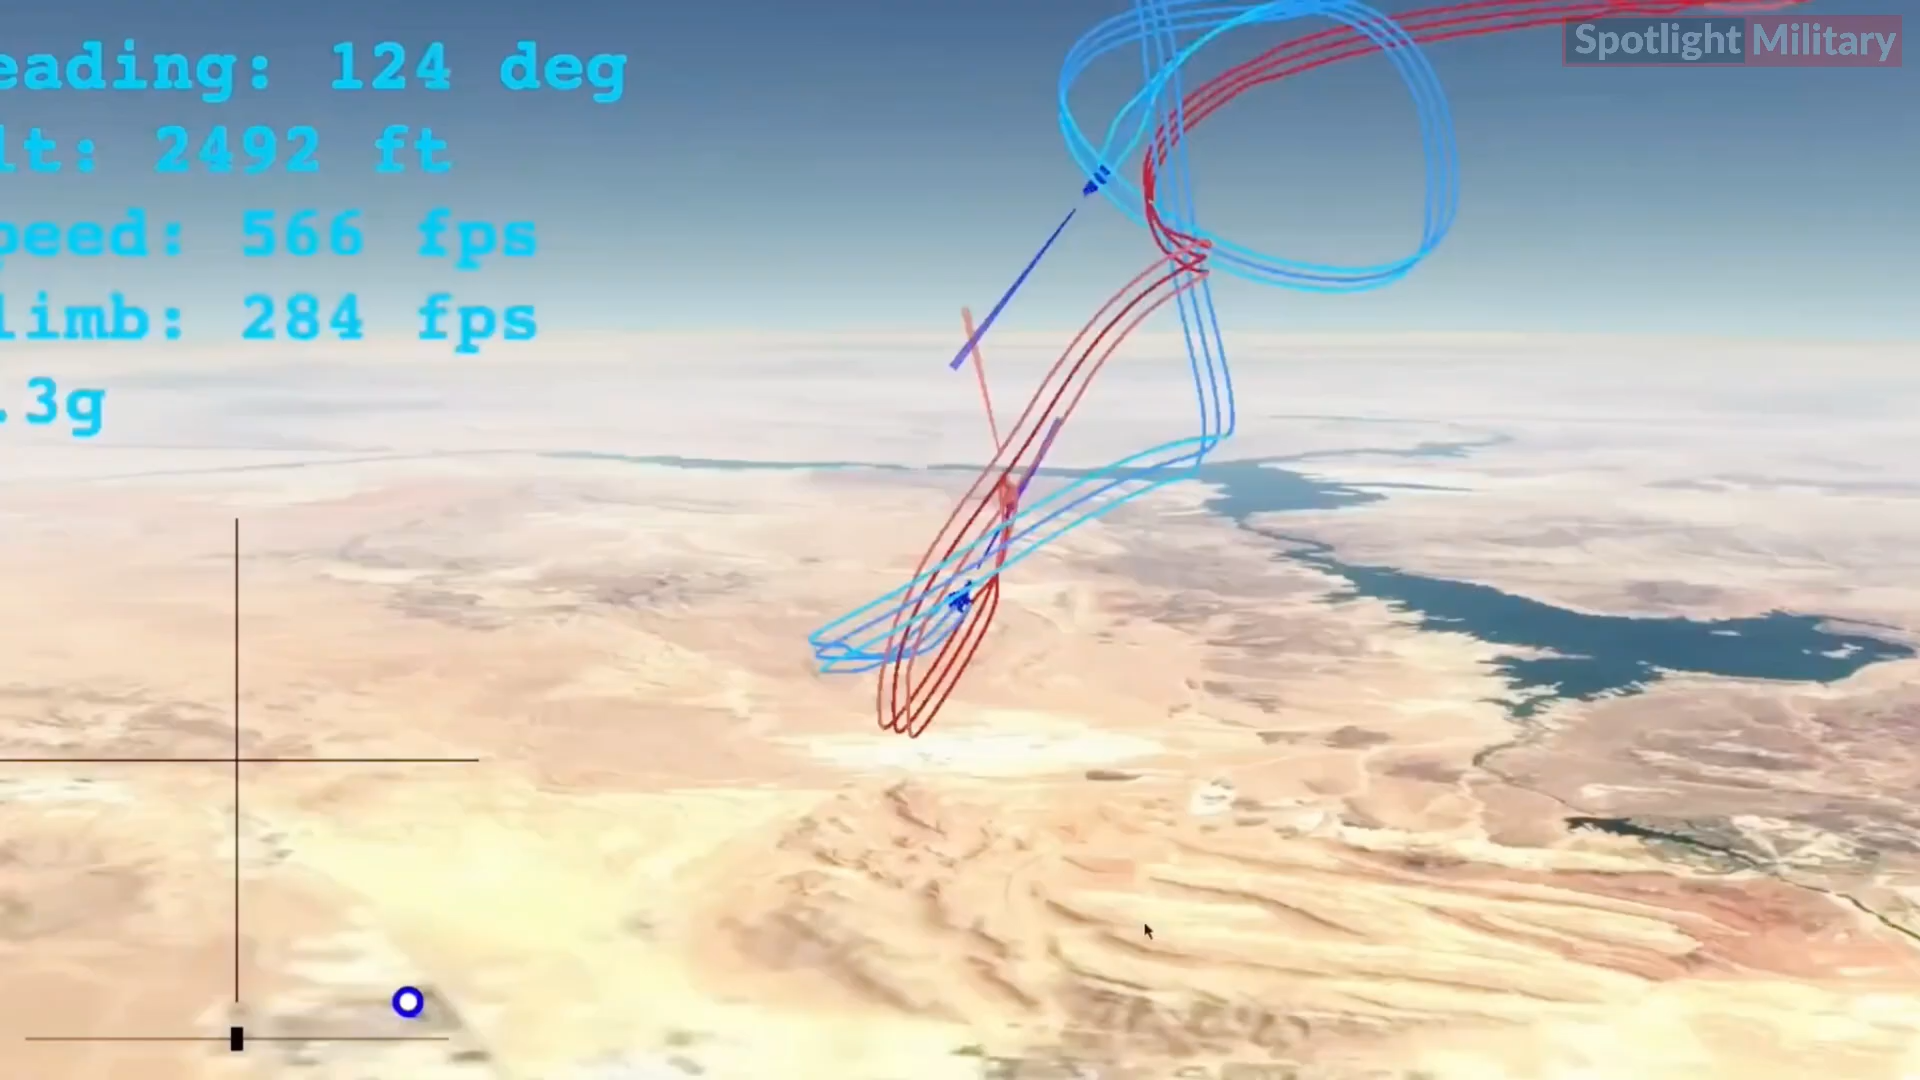 eading: 124 deg
lt: 2492 ft
peed: 566 fps
limb: 284 fps
.3g
Spotlight Military